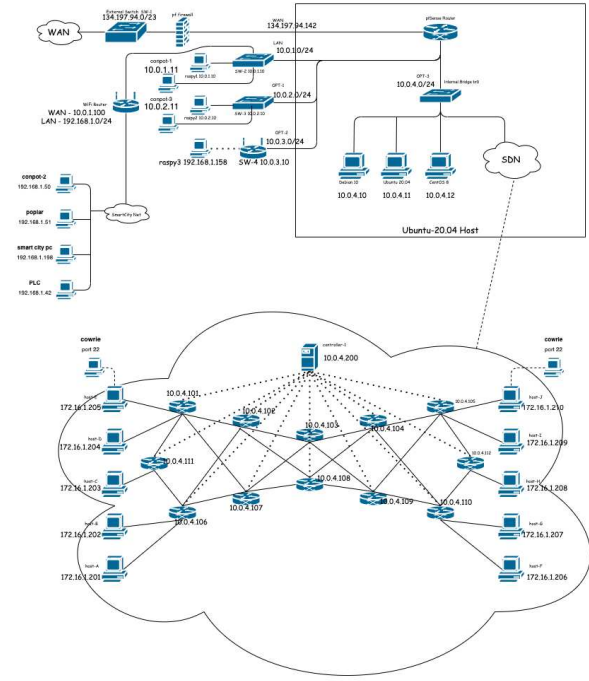 External Switch SW-1
134.197.94.0/23
pf firewall
WAN
WAN
134.197.94.142
pfSense Router
LAN
10.0.1.0/24
conpot-1
10.0.1.11
raspy1 10.0.1.10
SW-2 10.0.1.10
OPT-3
10.0.4.0/24
Internal Bridge br0
WiFi Router
WAN - 10.0.1.100
LAN - 192.168.1.0/24
conpot-3
10.0.2.11
OPT-1
10.0.2.0/24
raspy2 10.0.2.10
OPT-2
10.0.3.0/24
raspy3 192.168.1.158
SW-4 10.0.3.10
Debian 10
Ubuntu 20.04
CentOS 8
10.0.4.10
10.0.4.11
10.0.4.12
SDN
Ubuntu-20.04 Host
conpot-2
192.168.1.50
poplar
192.168.1.51
SmartCity Net
smart city pc
192.168.1.198
PLC
192.168.1.42
cowrie
port 22
controller-1
10.0.4.200
cowrie
port 22
172.16.1.205
10.0.4.101
10.0.4.102
10.0.4.103
10.0.4.104
10.0.4.105
host-J
172.16.1.210
host-D
172.16.1.204
host-I
172.16.1.209
10.0.4.111
10.0.4.112
host-C
172.16.1.203
10.0.4.108
host-H
172.16.1.208
host-B
172.16.1.202
10.0.4.106
10.0.4.107
10.0.4.109
10.0.4.110
172.16.1.207
host-A
172.16.1.201
host-F
172.16.1.206